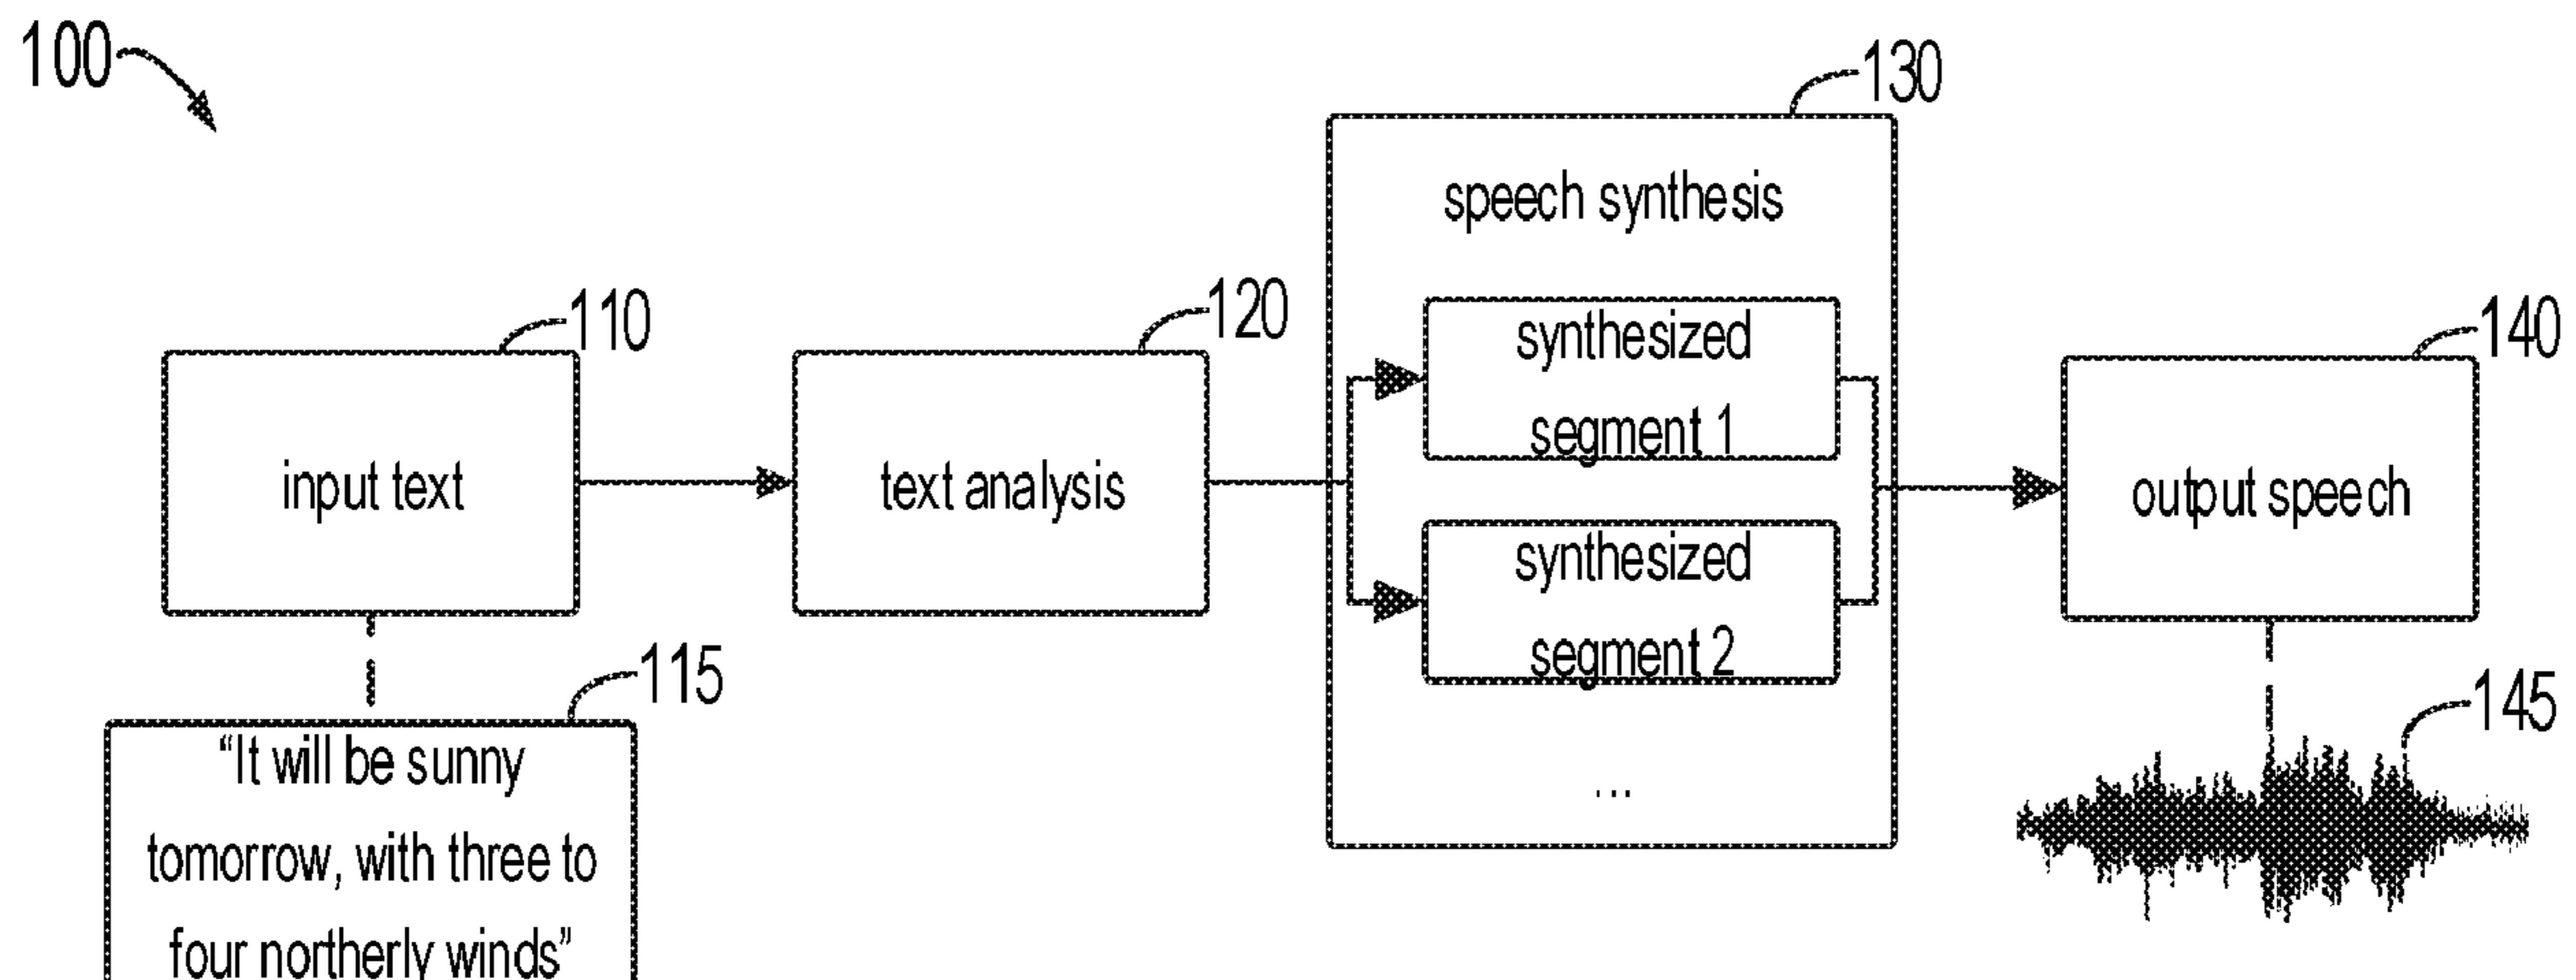 100
130
speech synthesis
110
120
140
synthesized
segment 1
input text
text analysis
output speech
synthesized
segment 2
115
145
“It will be sunny
tomorrow, with three to
four northerly winds”
...